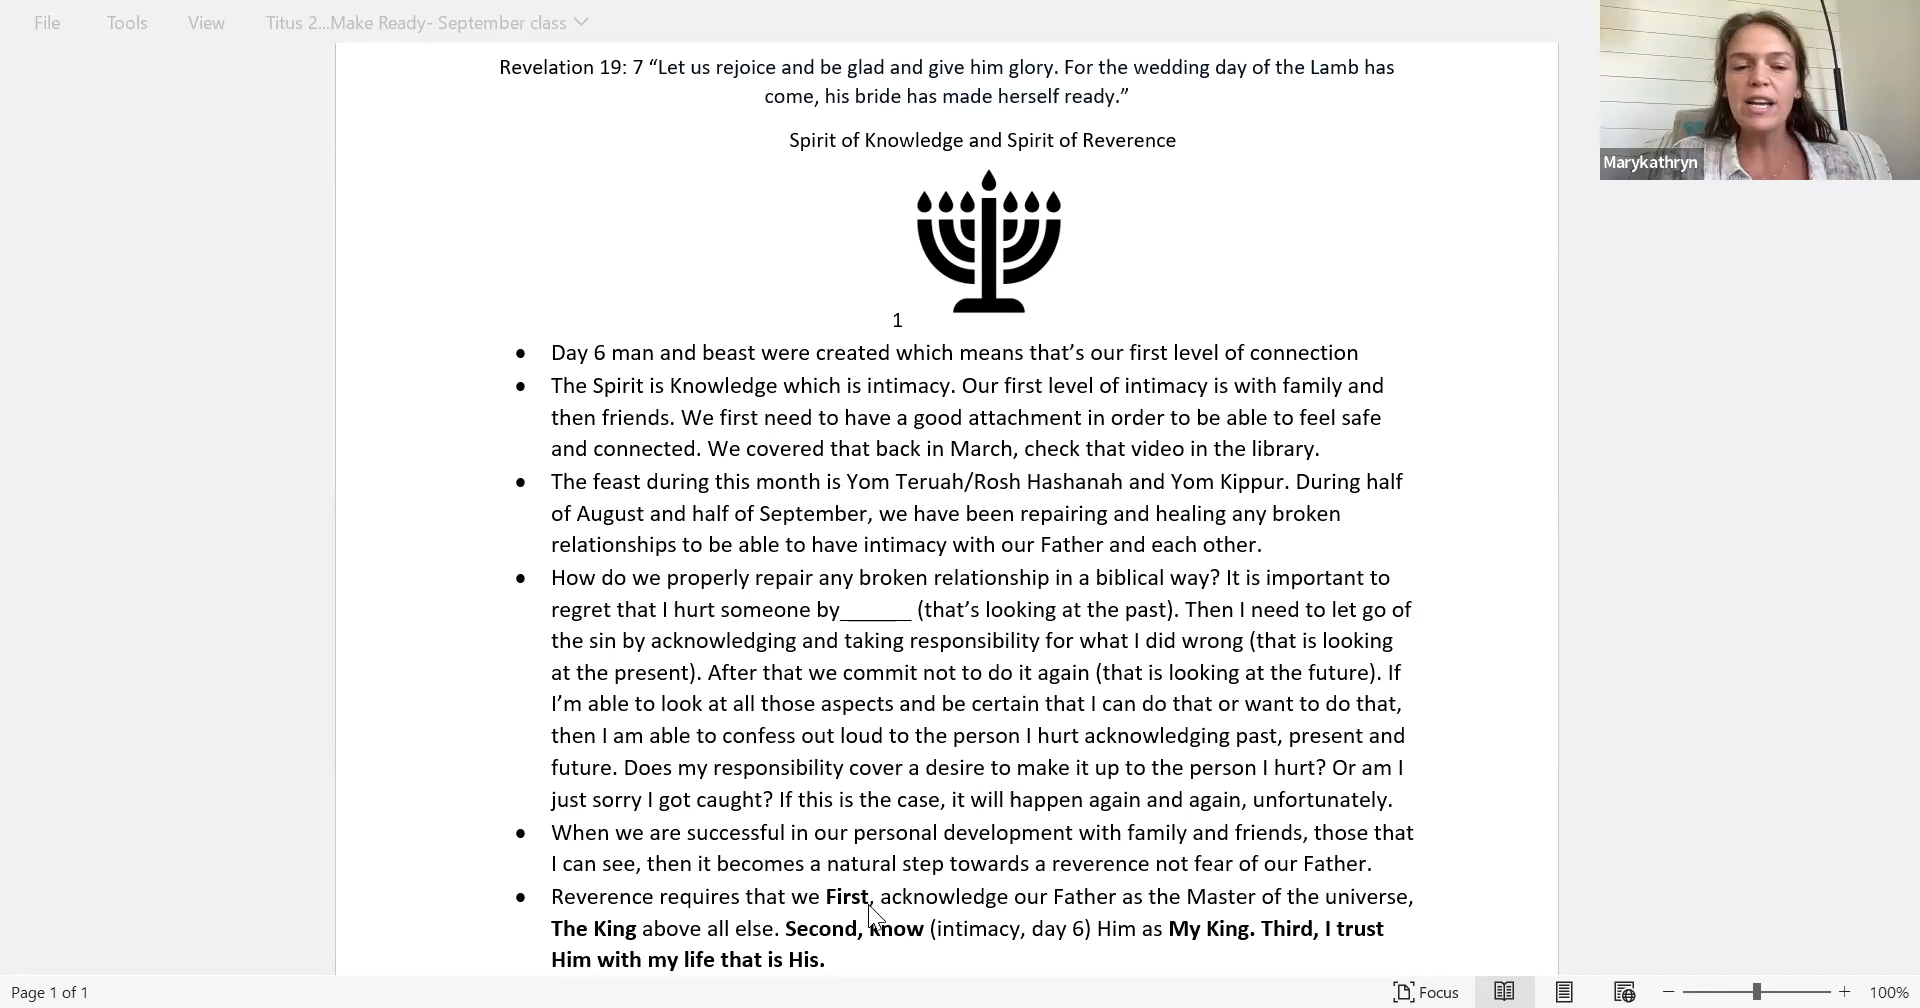 File Tools View Titus 2...Make Ready- September class
Revelation 19: 7 “Let us rejoice and be glad and give him glory. For the wedding day of the Lamb has
come, his bride has made herself ready.”
Marykathryn
Spirit of Knowledge and Spirit of Reverence
1
● Day 6 man and beast were created which means that’s our first level of connection
● The Spirit is Knowledge which is intimacy. Our first level of intimacy is with family and
then friends. We first need to have a good attachment in order to be able to feel safe
and connected. We covered that back in March, check that video in the library.
● The feast during this month is Yom Teruah/Rosh Hashanah and Yom Kippur. During half
of August and half of September, we have been repairing and healing any broken
relationships to be able to have intimacy with our Father and each other.
● How do we properly repair any broken relationship in a biblical way? It is important to
regret that I hurt someone by______ (that’s looking at the past). Then I need to let go of
the sin by acknowledging and taking responsibility for what I did wrong (that is looking
at the present). After that we commit not to do it again (that is looking at the future). If
I’m able to look at all those aspects and be certain that I can do that or want to do that,
then I am able to confess out loud to the person I hurt acknowledging past, present and
future. Does my responsibility cover a desire to make it up to the person I hurt? Or am I
just sorry I got caught? If this is the case, it will happen again and again, unfortunately.
● When we are successful in our personal development with family and friends, those that
I can see, then it becomes a natural step towards a reverence not fear of our Father.
● Reverence requires that we First, acknowledge our Father as the Master of the universe,
The King above all else. Second, know (intimacy, day 6) Him as My King. Third, I trust
Him with my life that is His.
Page 1 of 1 Focus 100%